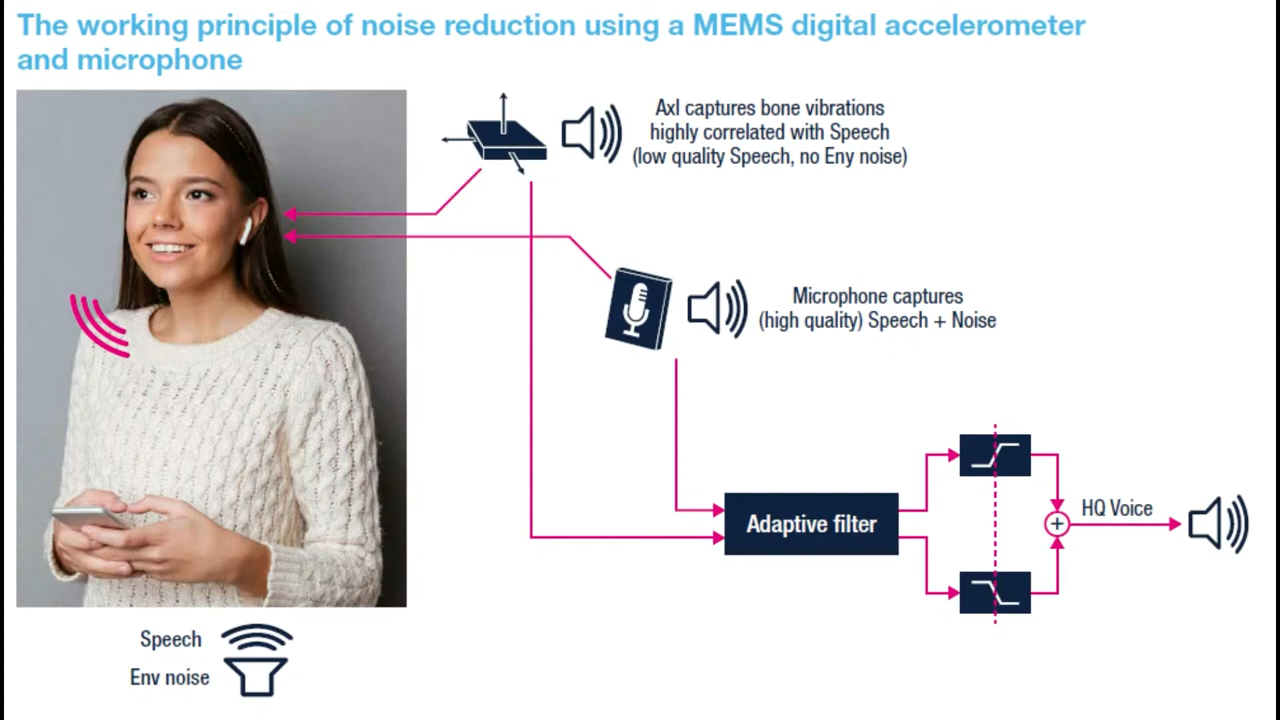 The working principle of noise reduction using a MEMS digital accelerometer
and microphone
Axl captures bone vibrations
highly correlated with Speech
(low quality Speech, no Eny noise)
Microphone captures
(high quality) Speech + Noise
Adaptive filter
+
HQ Voice
Speech
Env noise